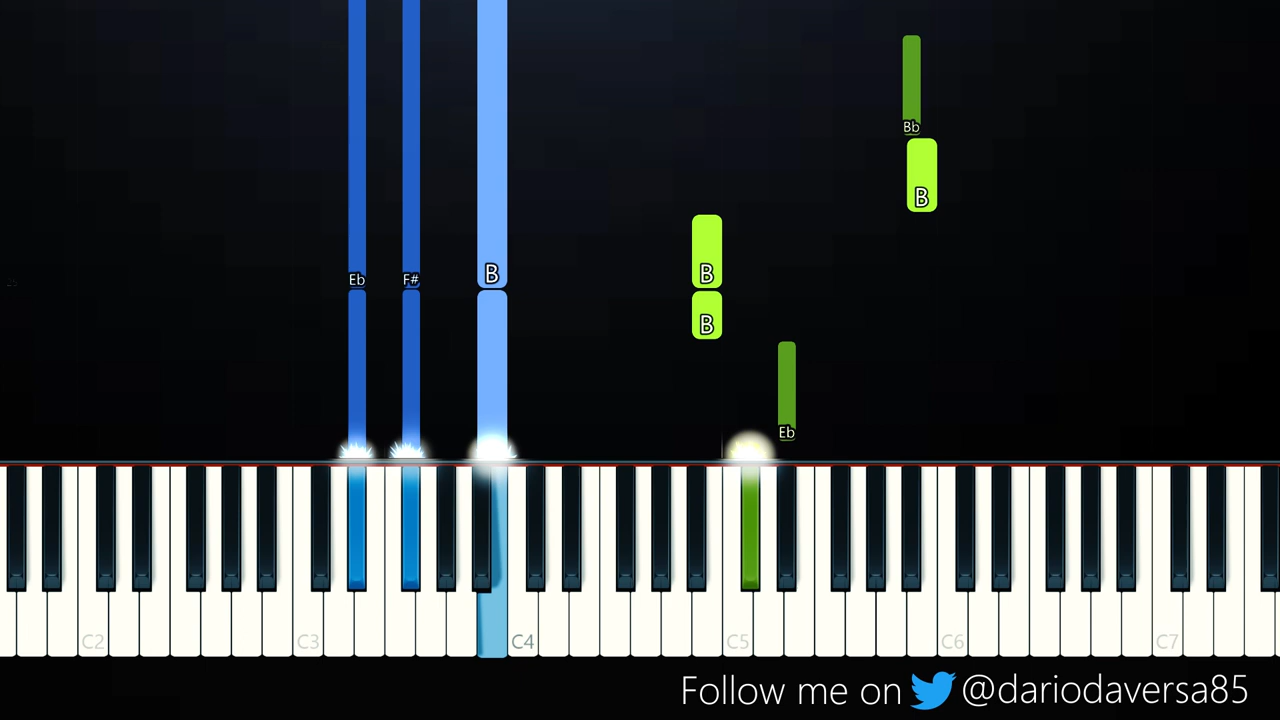 Bb
B
Eb F# B B
B
Eb
C2 C3 C4 C5 C6 C7
Follow me on @dariodaversa85